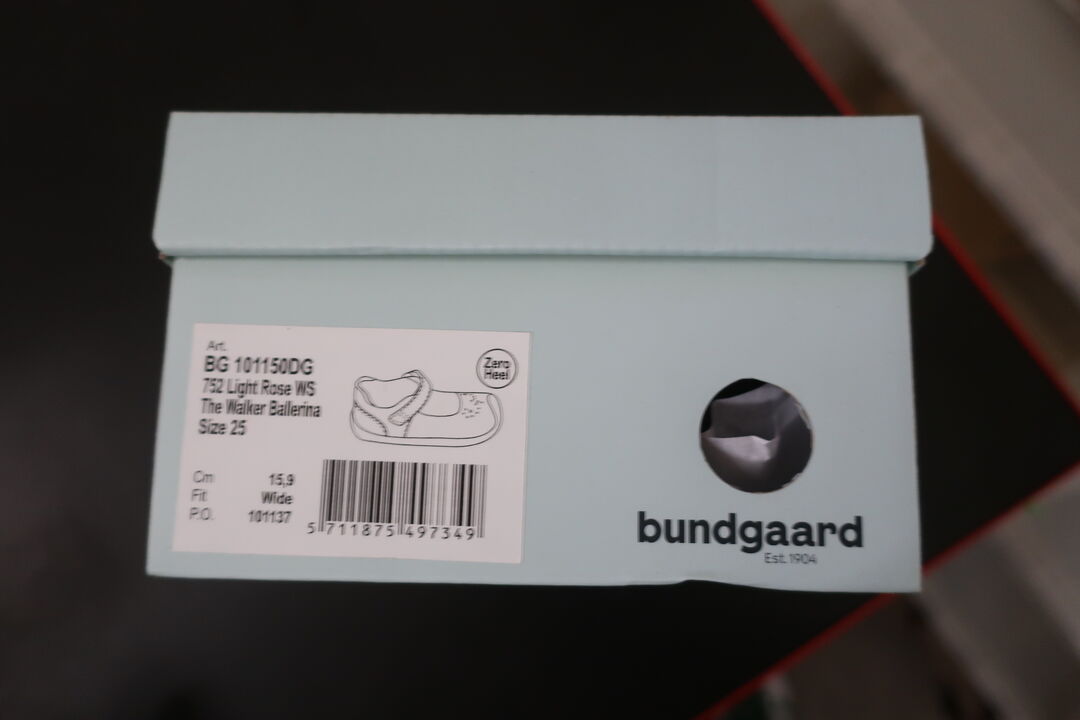 Art.
BG 101150DG
752 Light Rose WS
The Walker Ballerina
Size 25
Zero
Heel
Cm 15,9
Fit Wide
P.O. 101137
5 711875 497349
bundgaard
Est. 1904